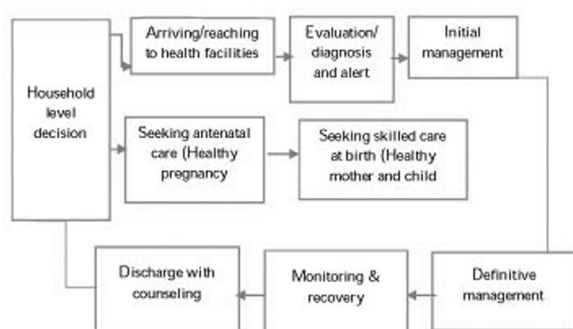 Household
level
decision
Arriving/reaching
to health facilities
Evaluation/
diagnosis
and alert
Initial
management
Seeking antenatal
care (Healthy
pregnancy
Seeking skilled care
at birth (Healthy
mother and child
Discharge with
counseling
Monitoring &
recovery
Definitive
management